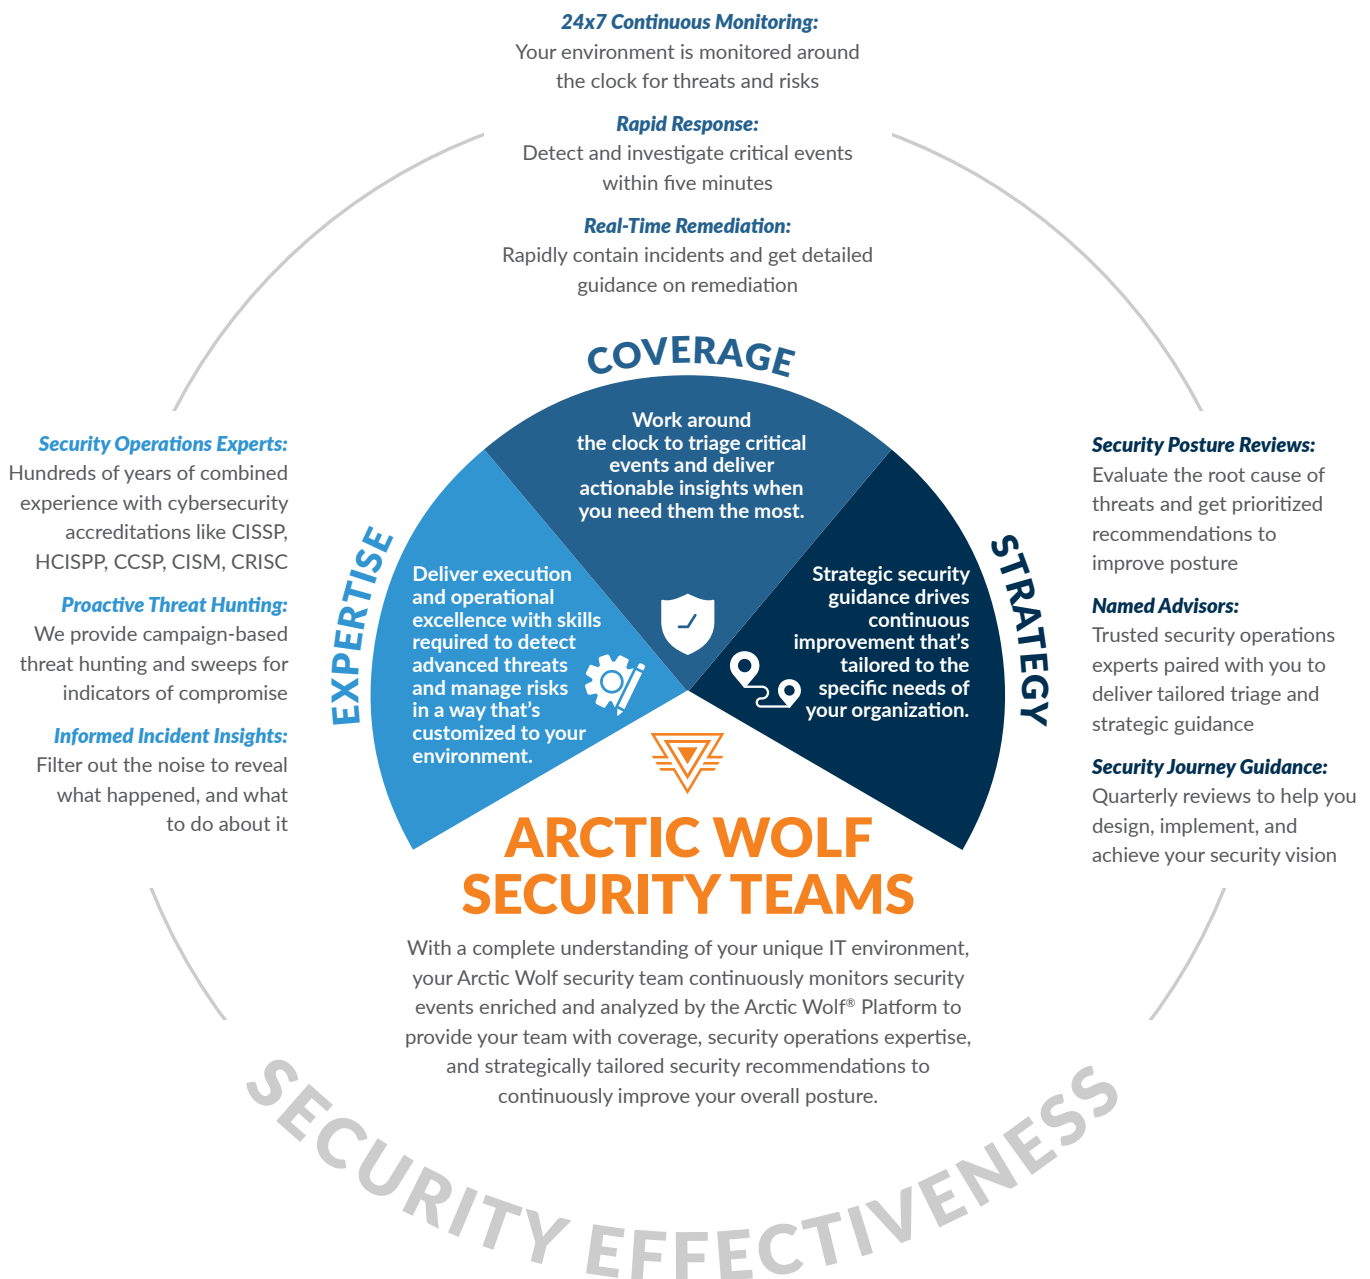 24x7 Continuous Monitoring:
Your environment is monitored around
the clock for threats and risks
Rapid Response:
Detect and investigate critical events
within five minutes
Real-Time Remediation:
Rapidly contain incidents and get detailed
guidance on remediation
COVERAGE
Work around
the clock to triage critical
events and deliver
actionable insights when
you need them the most.
Security Operations Experts:
Hundreds of years of combined
experience with cybersecurity
accreditations like CISSP,
HCISPP, CCSP, CISM, CRISC
Proactive Threat Hunting:
We provide campaign-based
threat hunting and sweeps for
indicators of compromise
Informed Incident Insights:
Filter out the noise to reveal
what happened, and what
to do about it
EXPERTISE
Deliver execution
and operational
excellence with skills
required to detect
advanced threats
and manage risks
in a way that's
customized to your
environment.
STRATEGY
Strategic security
guidance drives
continuous
improvement that's
tailored to the
specific needs of
your organization.
Security Posture Reviews:
Evaluate the root cause of
threats and get prioritized
recommendations to
improve posture
Named Advisors:
Trusted security operations
experts paired with you to
deliver tailored triage and
strategic guidance
Security Journey Guidance:
Quarterly reviews to help you
design, implement, and
achieve your security vision
ARCTIC WOLF
SECURITY TEAMS
With a complete understanding of your unique IT environment,
your Arctic Wolf security team continuously monitors security
events enriched and analyzed by the Arctic Wolf® Platform to
provide your team with coverage, security operations expertise,
and strategically tailored security recommendations to
continuously improve your overall posture.
SECURITY EFFECTIVENESS